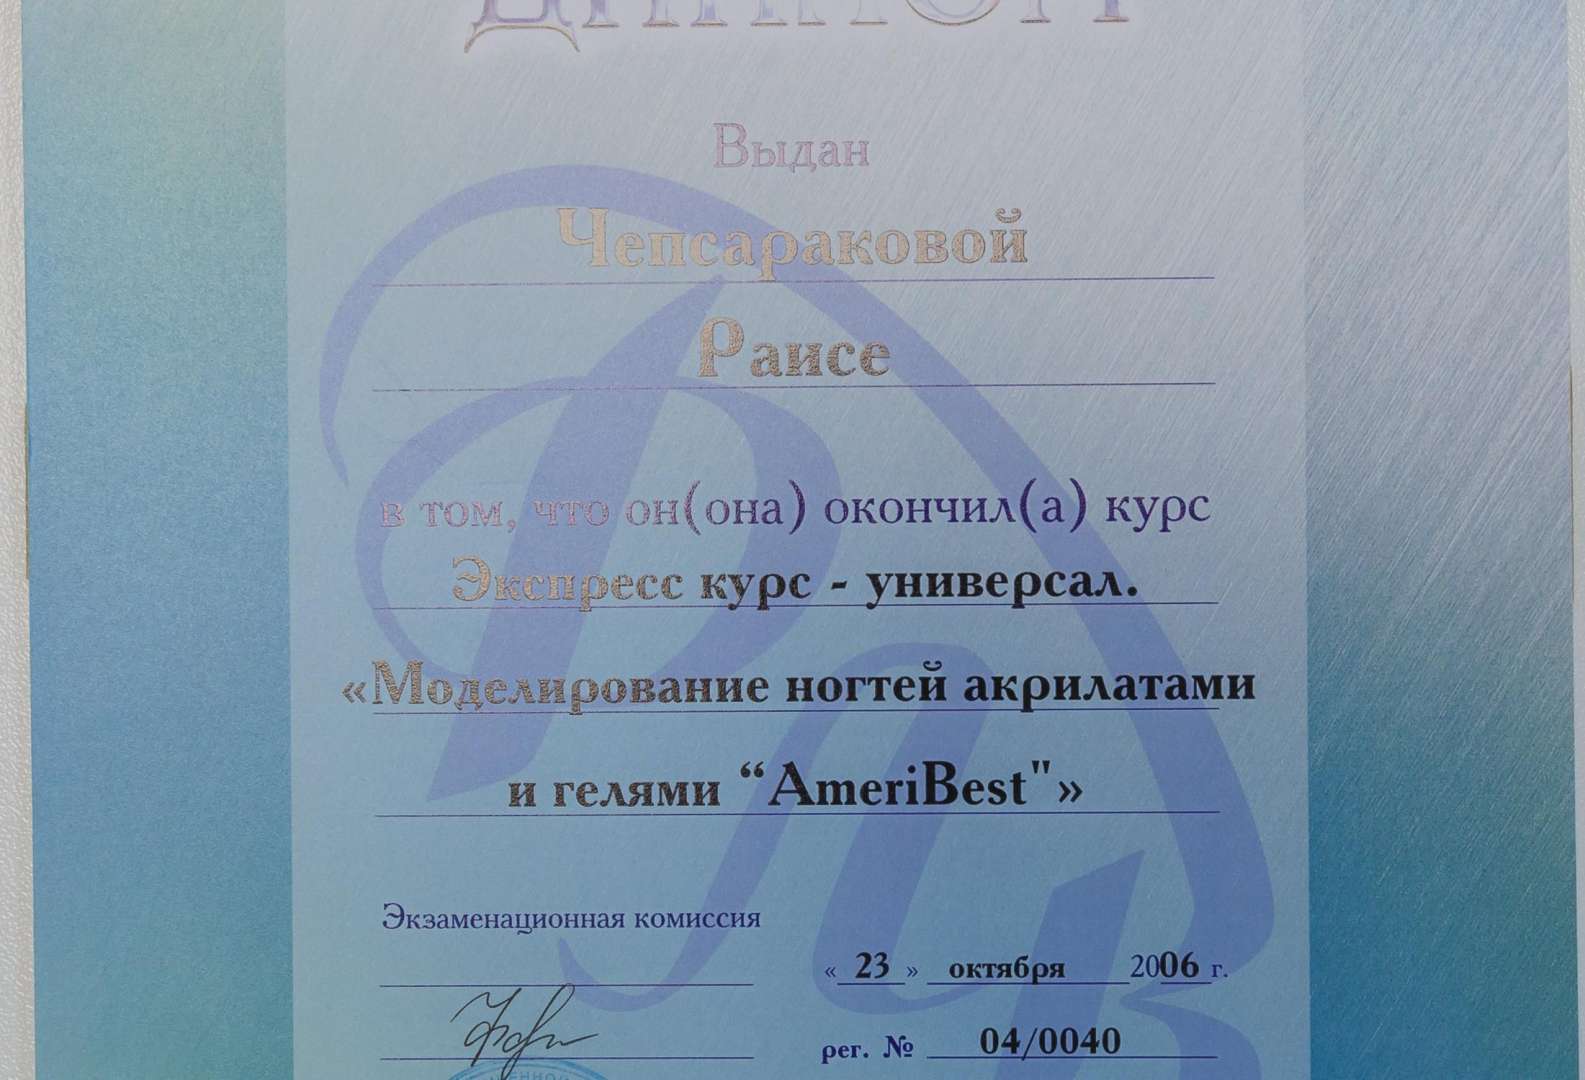 ДИПЛОМ
Выдан
Чепсараковой
Раисе
в том, что он(она) окончил(а) курс
Экспресс курс - универсал.
«Моделирование ногтей акрилатами
и гелями “AmeriBest"»
Экзаменационная комиссия
« 23 » октября 2006 г.
рег. № 04/0040